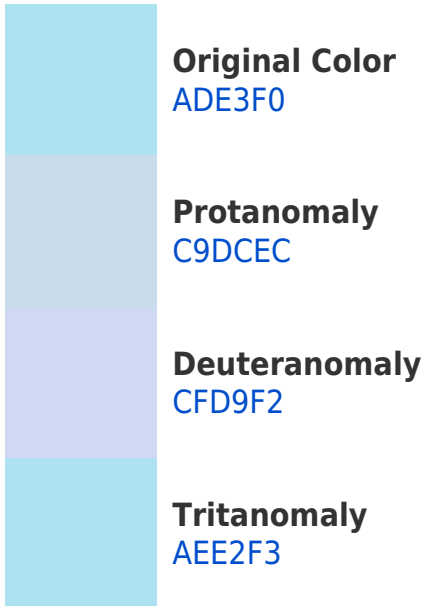 Original Color
ADE3F0
Protanomaly
C9DCEC
Deuteranomaly
CFD9F2
Tritanomaly
AEE2F3